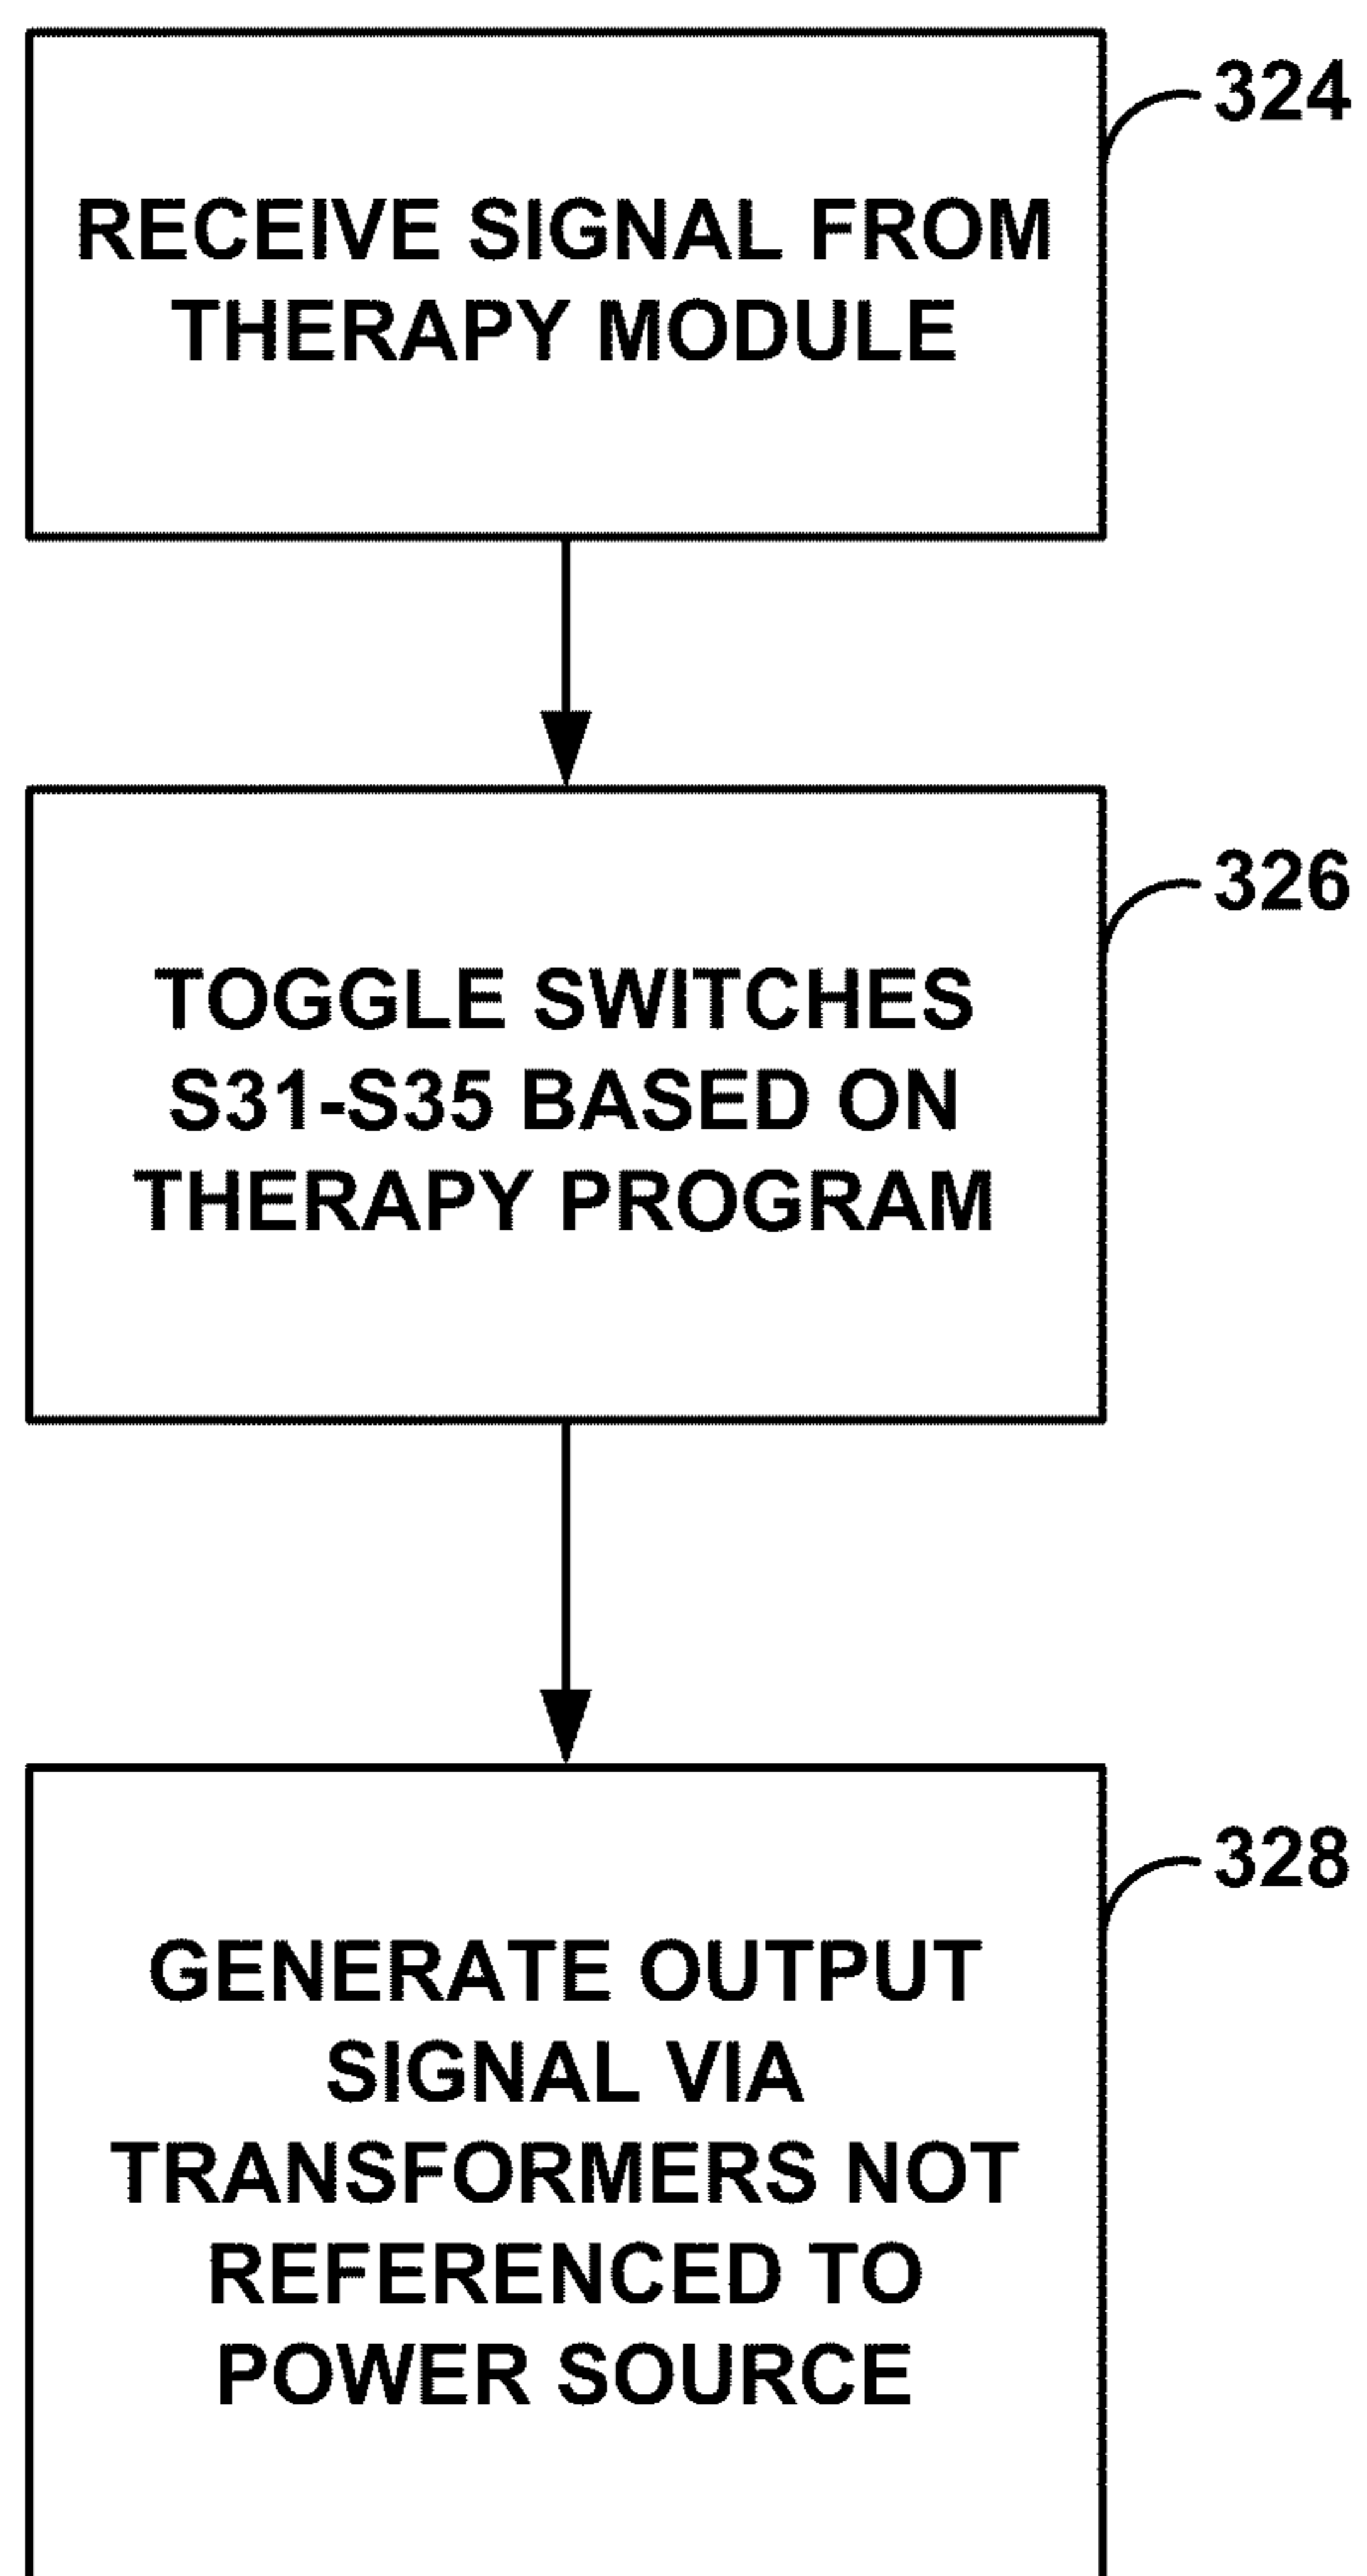 324
RECEIVE SIGNAL FROM
THERAPY MODULE
326
TOGGLE SWITCHES
S31-S35 BASED ON
THERAPY PROGRAM
328
GENERATE OUTPUT
SIGNAL VIA
TRANSFORMERS NOT
REFERENCED TO
POWER SOURCE